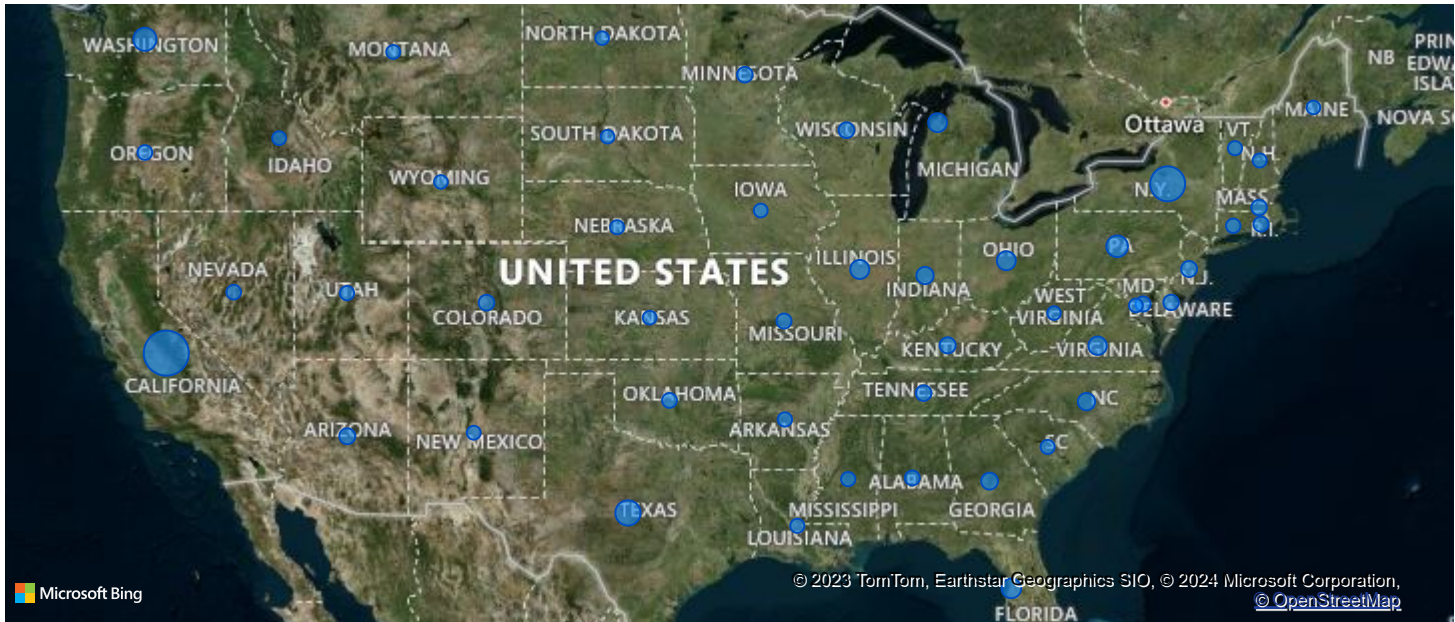 WASHINGTON
MONTANA
NORTH DAKOTA
MINNESOTA
NB
PRIN
EDWA
ISLA
OREGON
IDAHO
SOUTH DAKOTA
WISCONSIN
MICHIGAN
Ottawa
MAINE
NOVA SC
VT.
N.H.
WYOMING
IOWA
N.Y.
MASS.
NEBRASKA
R.I.
NEVADA
UTAH
UNITED STATES
ILLINOIS
OHIO
PA
INDIANA
MD
N.J.
COLORADO
KANSAS
MISSOURI
WEST
VIRGINIA
DELAWARE
KENTUCKY
VIRGINIA
CALIFORNIA
OKLAHOMA
TENNESSEE
NC
ARIZONA
NEW MEXICO
ARKANSAS
SC
ALABAMA
TEXAS
MISSISSIPPI
GEORGIA
LOUISIANA
© 2023 TomTom, Earthstar Geographics SIO, © 2024 Microsoft Corporation,
Microsoft Bing
© OpenStreetMap
FLORIDA